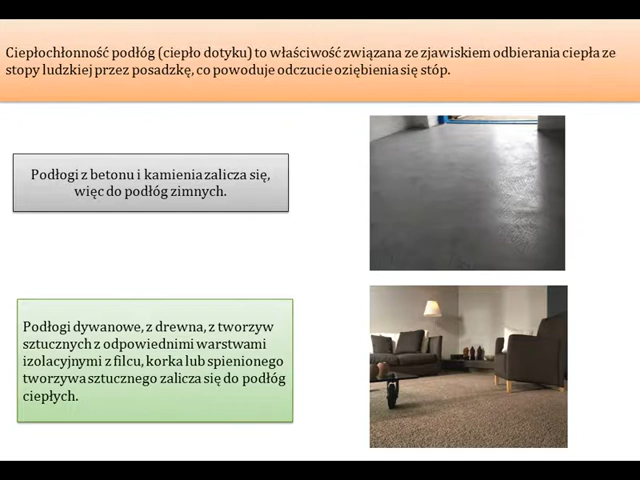 Ciepłochłonność podłóg (ciepło dotyku) to właściwość związana ze zjawiskiem odbierania ciepła ze
stopy ludzkiej przez posadzkę, co powoduje odczucie oziębienia się stóp.
Podłogi z betonu i kamienia zalicza się,
więc do podłóg zimnych.
Podłogi dywanowe, z drewna, z tworzyw
sztucznych z odpowiednimi warstwami
izolacyjnymi z filcu, korka lub spienionego
tworzywa sztucznego zalicza się do podłóg
ciepłych.